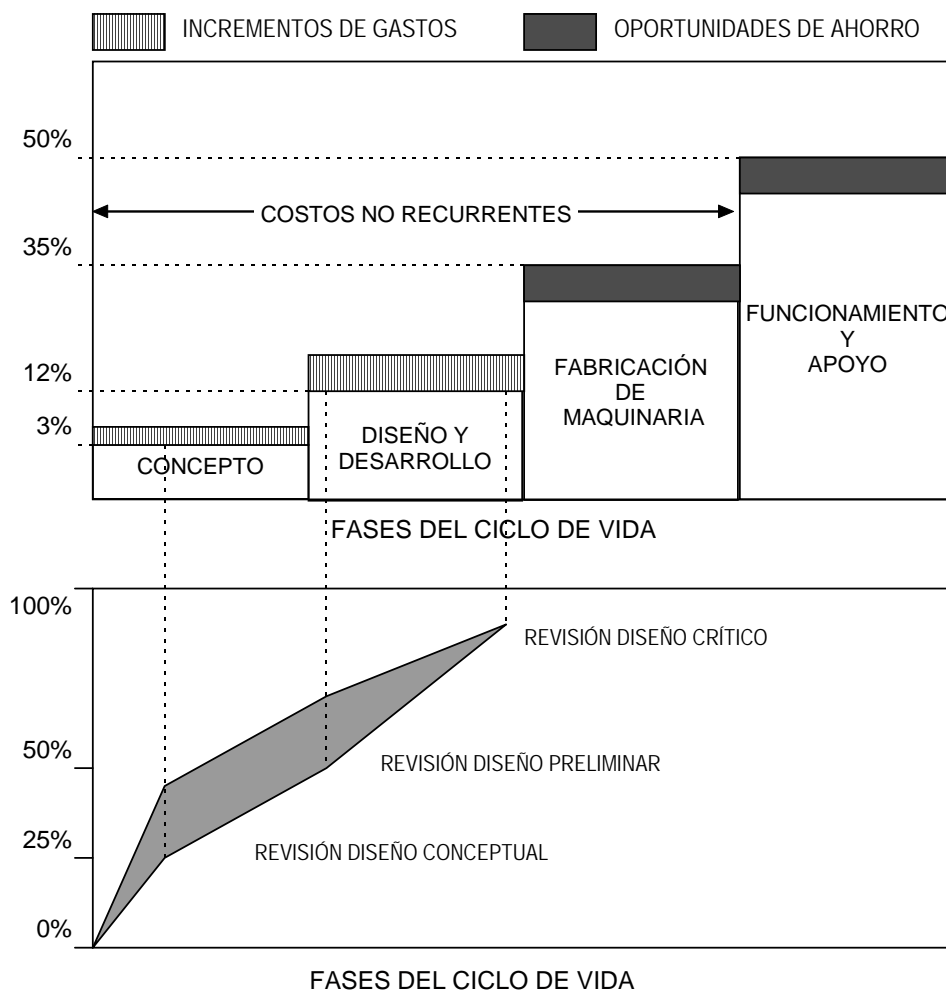 INCREMENTOS DE GASTOS
OPORTUNIDADES DE AHORRO
50%
COSTOS NO RECURRENTES
35%
FUNCIONAMIENTO
Y
APOYO
FABRICACIÓN
DE
MAQUINARIA
12%
3%
DISEÑO Y
DESARROLLO
CONCEPTO
FASES DEL CICLO DE VIDA
100%
REVISIÓN DISEÑO CRÍTICO
50%
REVISIÓN DISEÑO PRELIMINAR
25%
REVISIÓN DISEÑO CONCEPTUAL
0%
FASES DEL CICLO DE VIDA